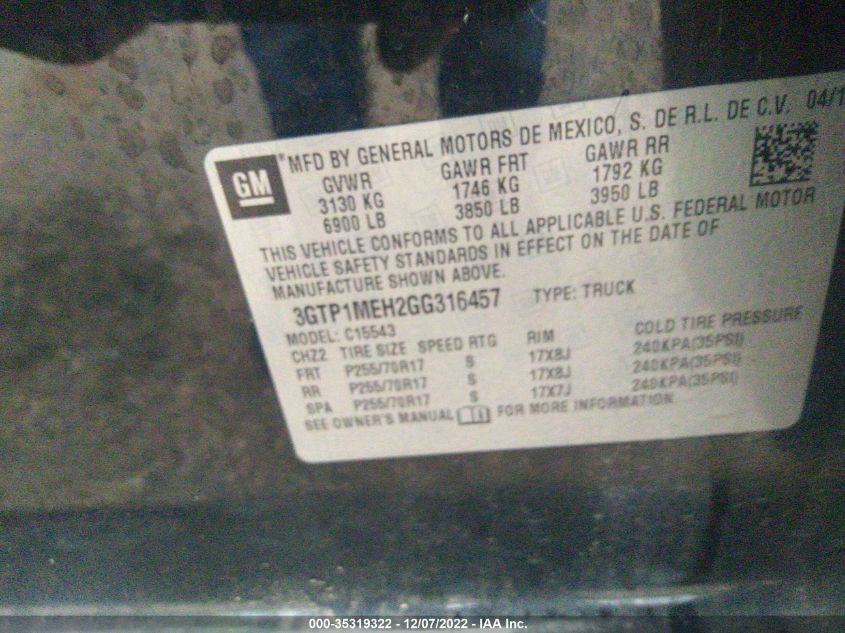 GM
*MFD BY GENERAL MOTORS DE MEXICO, S. DE R.L. DE C.V. 04/1
GVWR GAWR FRT GAWR RR
3130 KG 1746 KG 1792 KG
6900 LB 3850 LB 3950 LB
THIS VEHICLE CONFORMS TO ALL APPLICABLE U.S. FEDERAL MOTOR
VEHICLE SAFETY STANDARDS IN EFFECT ON THE DATE OF
MANUFACTURE SHOWN ABOVE.
3GTP1MEH2GG316457 TYPE: TRUCK
MODEL: C15543
CHZ2 TIRE SIZE SPEED RTG RIM COLD TIRE PRESSURE
FRT P255/70R17 S 17X8J 240KPA(35PSI)
RR P255/70R17 S 17X8J 240KPA(35PSI)
SPA P255/70R17 S 17X7J 240KPA(35PSI)
SEE OWNER'S MANUAL FOR MORE INFORMATION
000-35319322 - 12/07/2022 - IAA Inc.